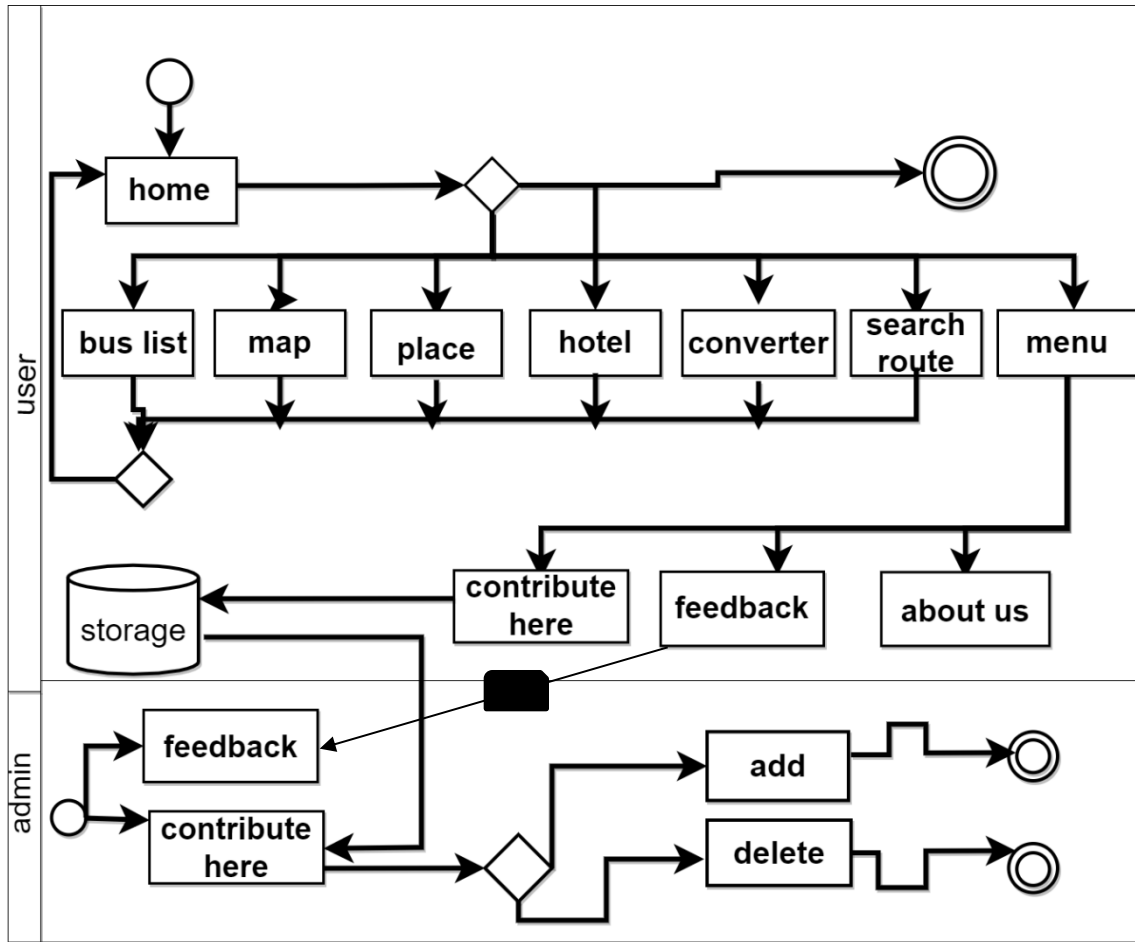 user
home
bus list
map
place
hotel
converter
search
route
menu
contribute
here
feedback
about us
storage
admin
feedback
contribute
here
add
delete